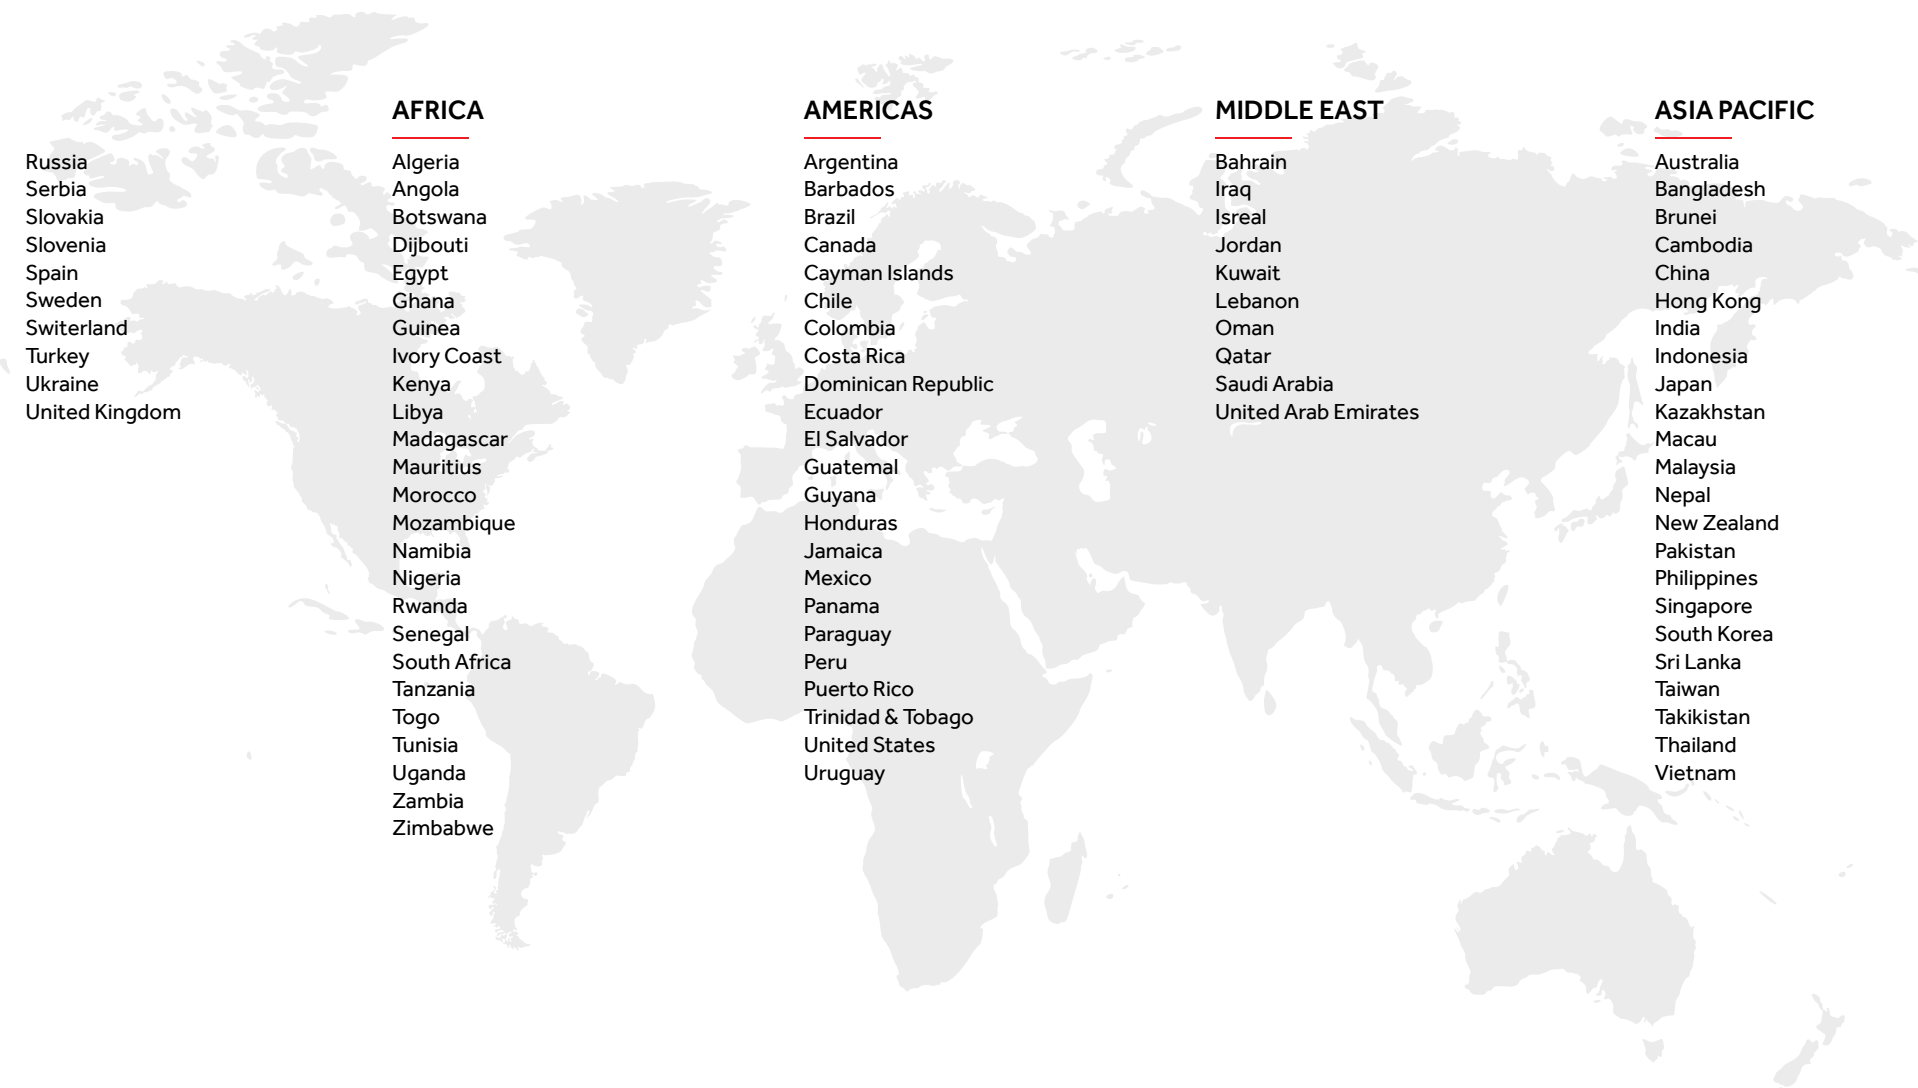 Russia
Serbia
Slovakia
Slovenia
Spain
Sweden
Switerland
Turkey
Ukraine
United Kingdom
AFRICA
Algeria
Angola
Botswana
Dijbouti
Egypt
Ghana
Guinea
Ivory Coast
Kenya
Libya
Madagascar
Mauritius
Morocco
Mozambique
Namibia
Nigeria
Rwanda
Senegal
South Africa
Tanzania
Togo
Tunisia
Uganda
Zambia
Zimbabwe
AMERICAS
Argentina
Barbados
Brazil
Canada
Cayman Islands
Chile
Colombia
Costa Rica
Dominican Republic
Ecuador
El Salvador
Guatemal
Guyana
Honduras
Jamaica
Mexico
Panama
Paraguay
Peru
Puerto Rico
Trinidad & Tobago
United States
Uruguay
MIDDLE EAST
Bahrain
Iraq
Isreal
Jordan
Kuwait
Lebanon
Oman
Qatar
Saudi Arabia
United Arab Emirates
ASIA PACIFIC
Australia
Bangladesh
Brunei
Cambodia
China
Hong Kong
India
Indonesia
Japan
Kazakhstan
Macau
Malaysia
Nepal
New Zealand
Pakistan
Philippines
Singapore
South Korea
Sri Lanka
Taiwan
Takikistan
Thailand
Vietnam